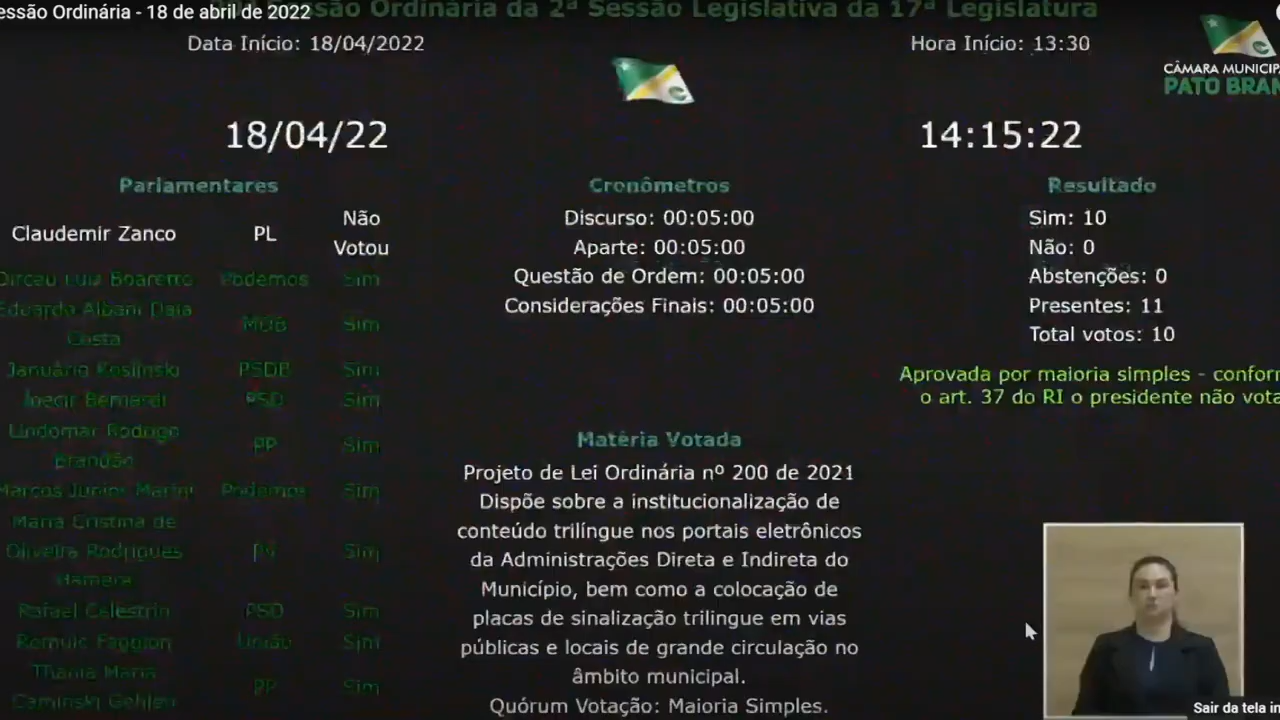 essão Ordinária - 18 de abril de 2022
ssão Ordinária da 2ª Sessão Legislativa da 17ª Legislatura
Data Início: 18/04/2022
Hora Início: 13:30
CÂMARA MUNICIPA
PATO BRAN
18/04/22
14:15:22
Parlamentares
Claudemir Zanco PL Não Votou
Dirceu Luiz Boaretto Podemos Sim
Eduardo Albani Dala
Costa MDB Sim
Januário Koslinski PSDB Sim
Joecir Bernardi PSD Sim
Lindomar Rodrigo
Brandão PP Sim
Marcos Junior Marini Podemos Sim
Maria Cristina de
Oliveira Rodrigues
Hamera Sim
Rafael Celestrin PSD Sim
Romulo Faggion União Sim
Thania Maria
Caminski Gehlen PP Sim
Cronômetros
Discurso: 00:05:00
Aparte: 00:05:00
Questão de Ordem: 00:05:00
Considerações Finais: 00:05:00
Matéria Votada
Projeto de Lei Ordinária nº 200 de 2021
Dispõe sobre a institucionalização de
conteúdo trilíngue nos portais eletrônicos
da Administrações Direta e Indireta do
Município, bem como a colocação de
placas de sinalização trilingue em vias
públicas e locais de grande circulação no
âmbito municipal.
Quórum Votação: Maioria Simples.
Resultado
Sim: 10
Não: 0
Abstenções: 0
Presentes: 11
Total votos: 10
Aprovada por maioria simples - confor
o art. 37 do RI o presidente não vota
Sair da tela in